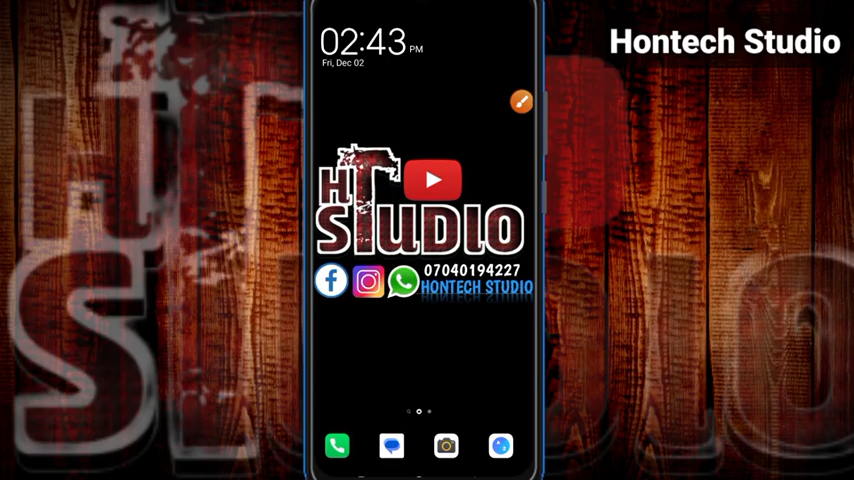 02:43 PM
Fri, Dec 02
Hontech Studio
HT
STUDIO
07040194227
HONTECH STUDIO